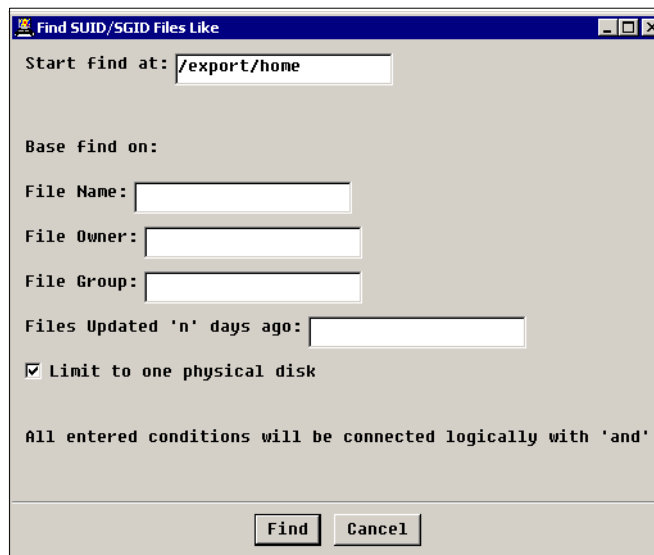 Find SUID/SGID Files Like
Start find at: /export/home
Base find on:
File Name:
File Owner:
File Group:
Files Updated 'n' days ago:
Limit to one physical disk
All entered conditions will be connected logically with 'and'
Find Cancel